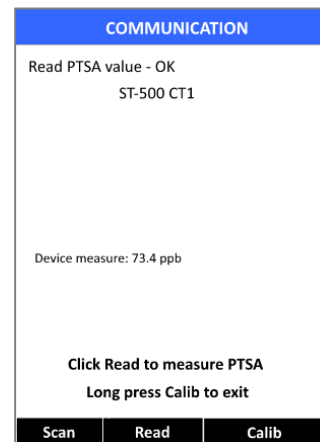 COMMUNICATION
Read PTSA value - OK
ST-500 CT1
Device measure: 73.4 ppb
Click Read to measure PTSA
Long press Calib to exit
Scan Read Calib